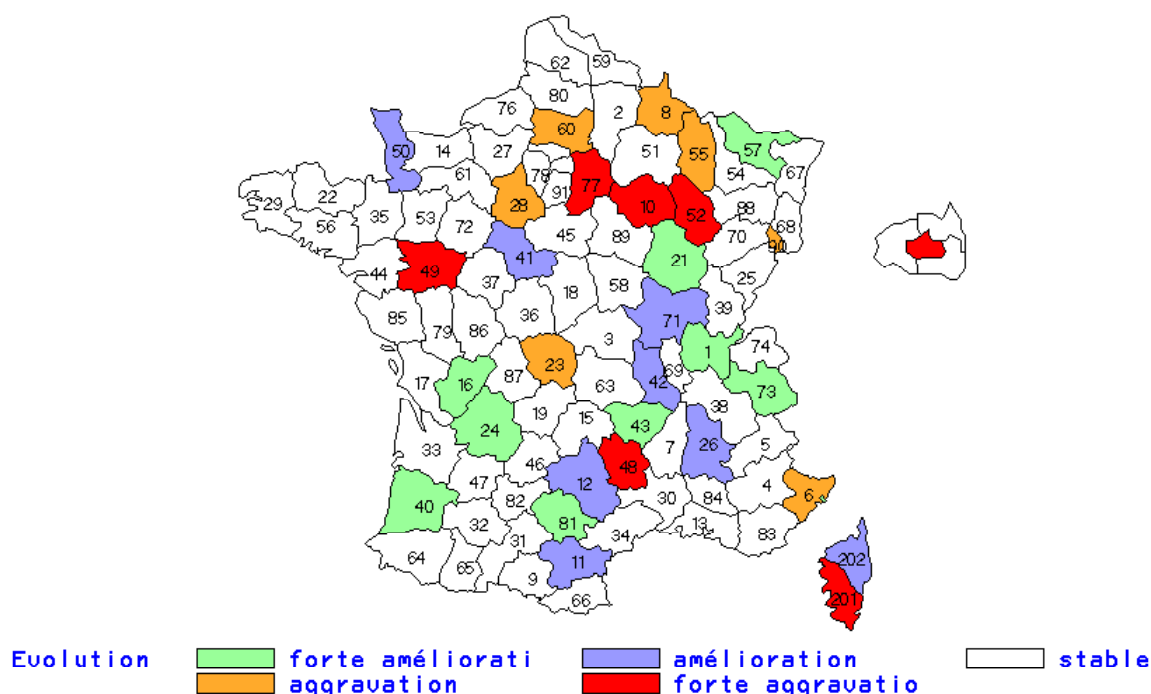 62 59
80
76 2 8
60
50 14 27 51 55 57
61 78 54 67
91 77
29 22 28 10 52 88
35 53 72 68
56 45 89 70 90
41 21
44 49 37 25
18 58
85 36 39
79 86 71
3 1 74
23
17 16 87 63 42 69 73
38
19 15 43
24 5
33 46 48 7 26
47 12 4
40 82 30 84 6
32 81 13
31 34 83
64 65 11 202
9
66 201
Evolution forte améliorati amélioration stable
aggravation forte aggravatio